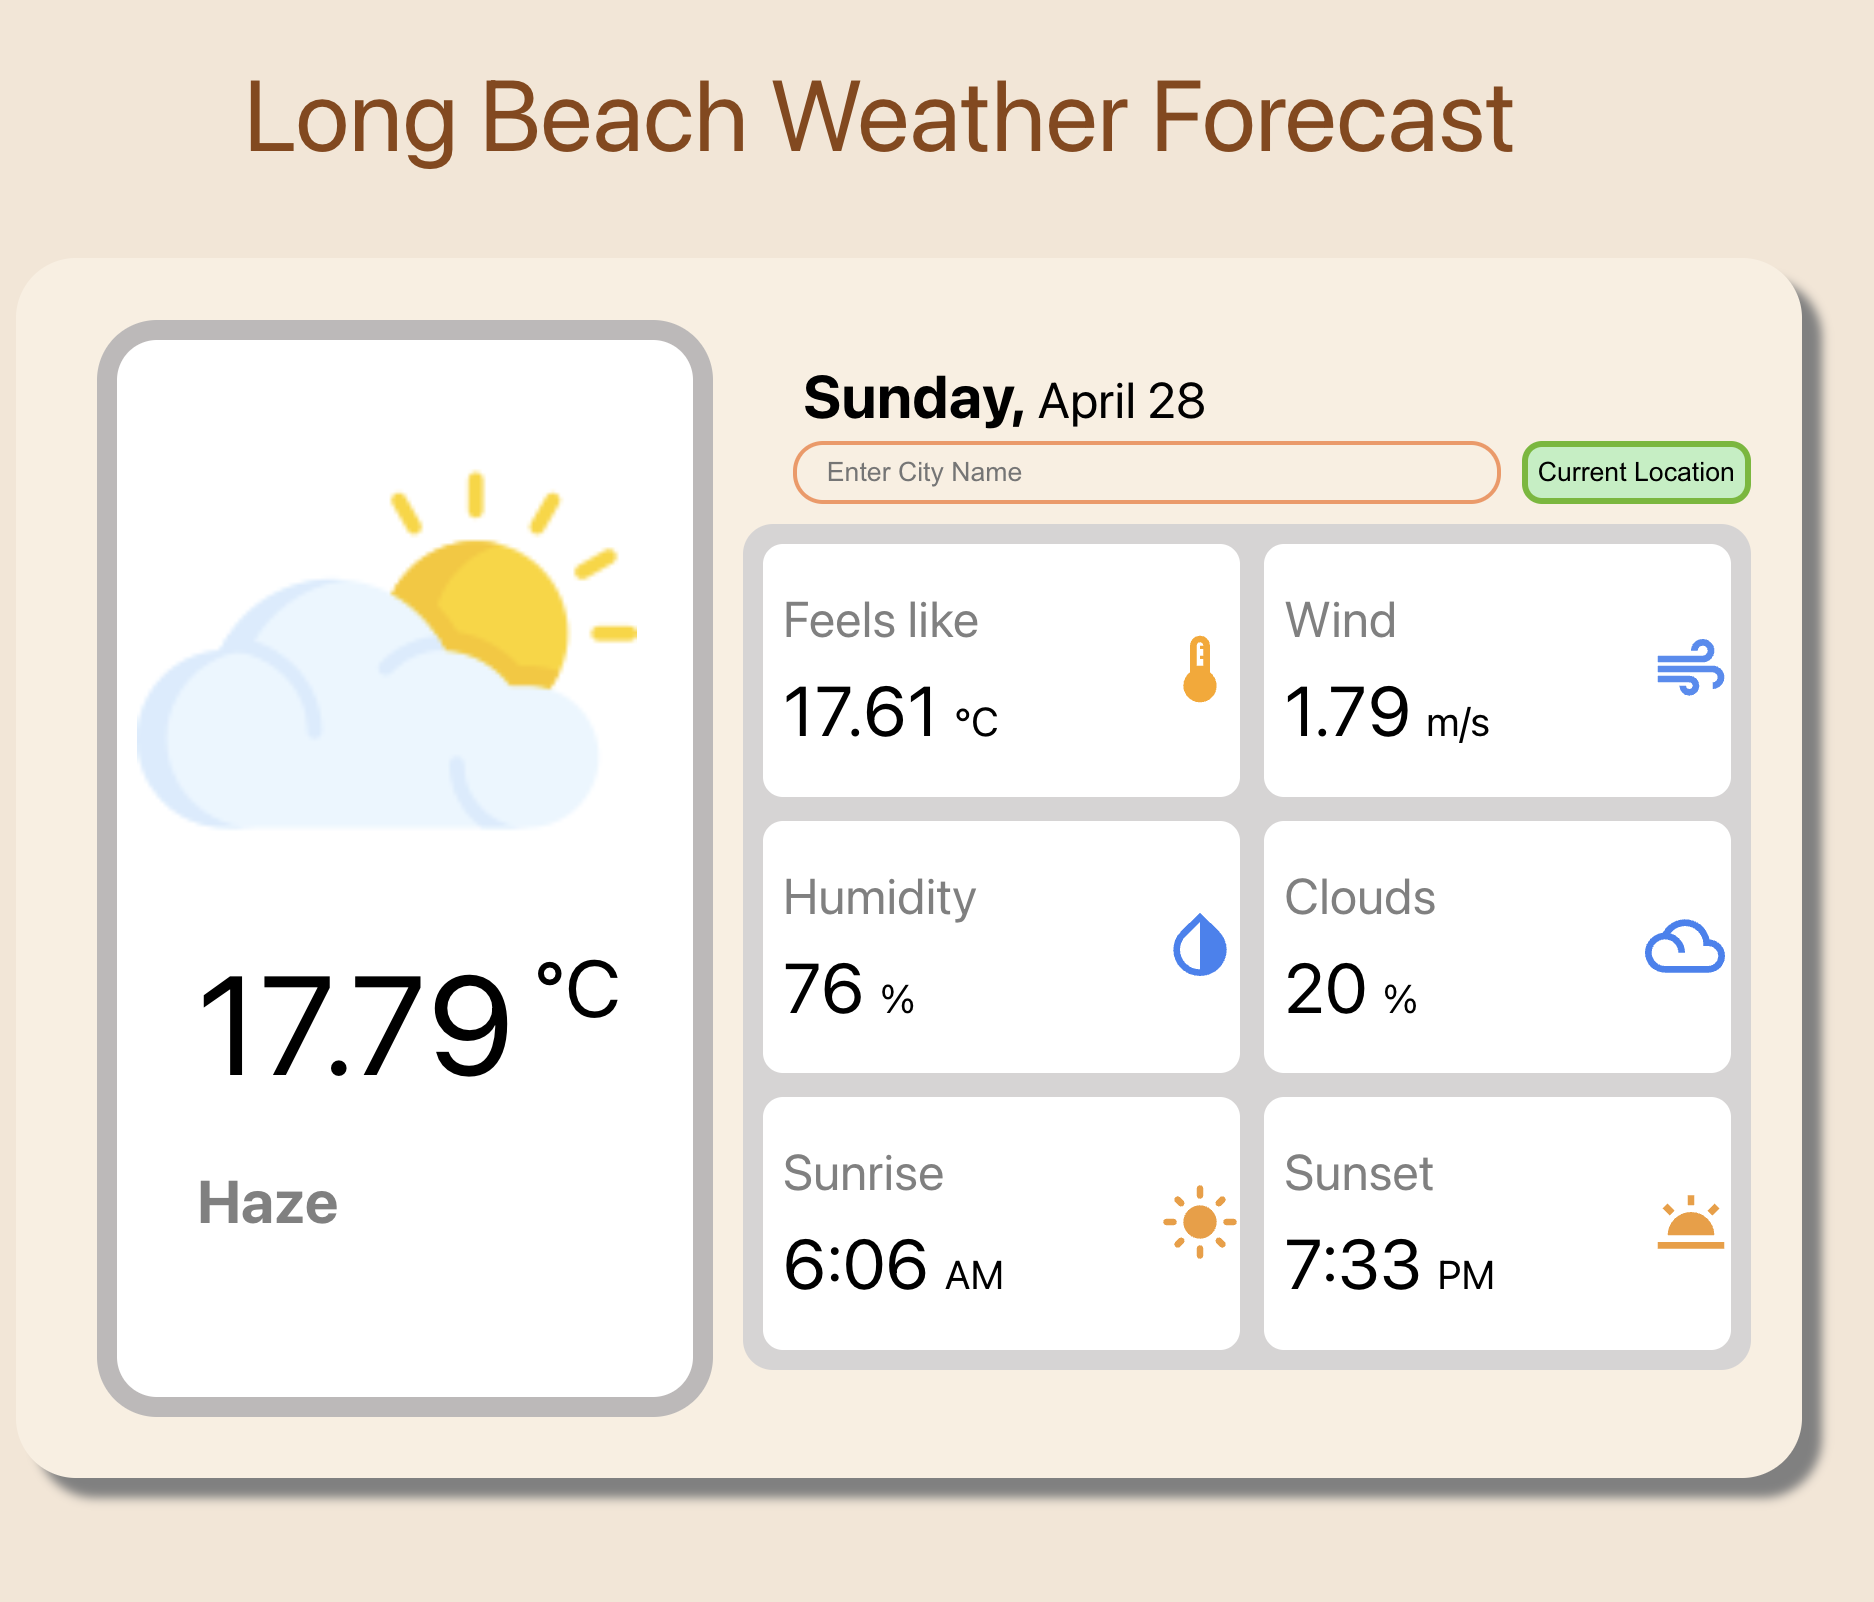 Long Beach Weather Forecast
17.79 °C
Haze
Sunday, April 28
Enter City Name
Current Location
Feels like
17.61 °C
Wind
1.79 m/s
Humidity
76 %
Clouds
20 %
Sunrise
6:06 AM
Sunset
7:33 PM